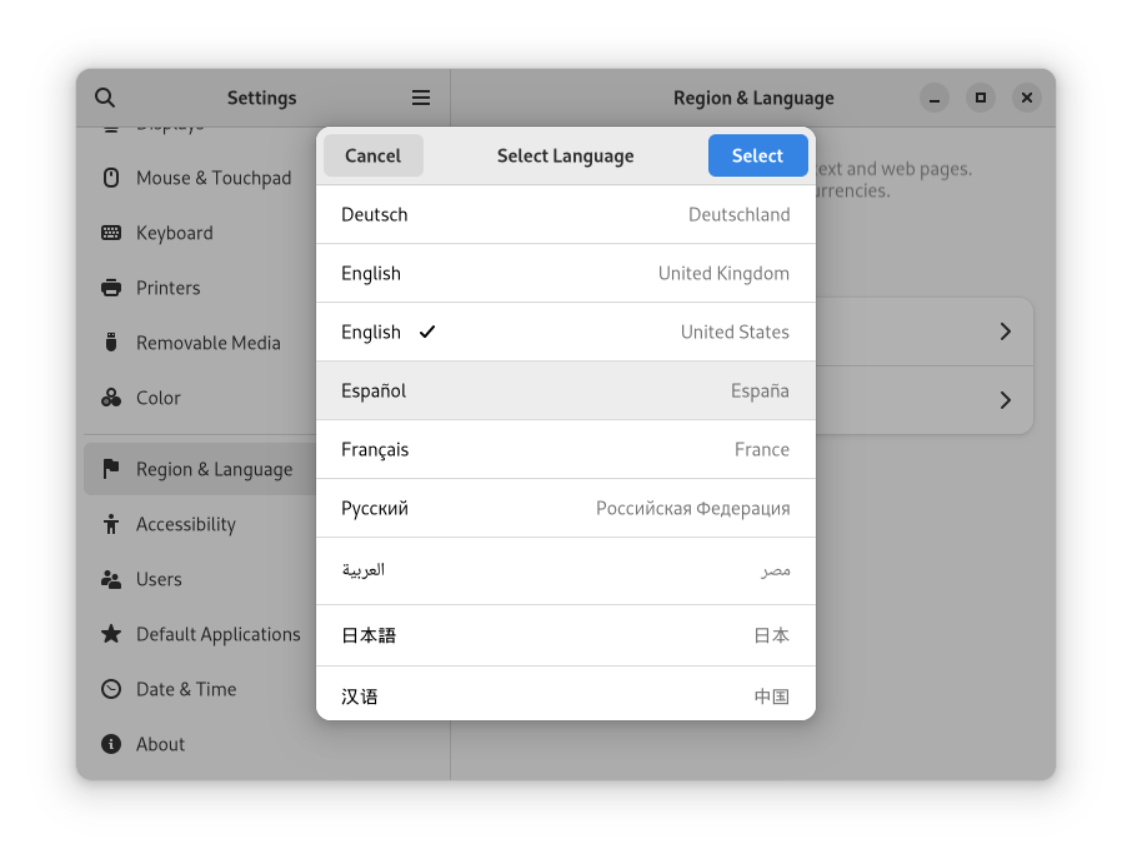 Settings
Region & Language
Mouse & Touchpad
Keyboard
Printers
Removable Media
Color
Region & Language
Accessibility
Users
Default Applications
Date & Time
About
ext and web pages.
urrencies.
Cancel
Select Language
Select
Deutsch Deutschland
English United Kingdom
English United States
Español España
Français France
Русский Российская Федерация
العربية مصر
日本語 日本
汉语 中国